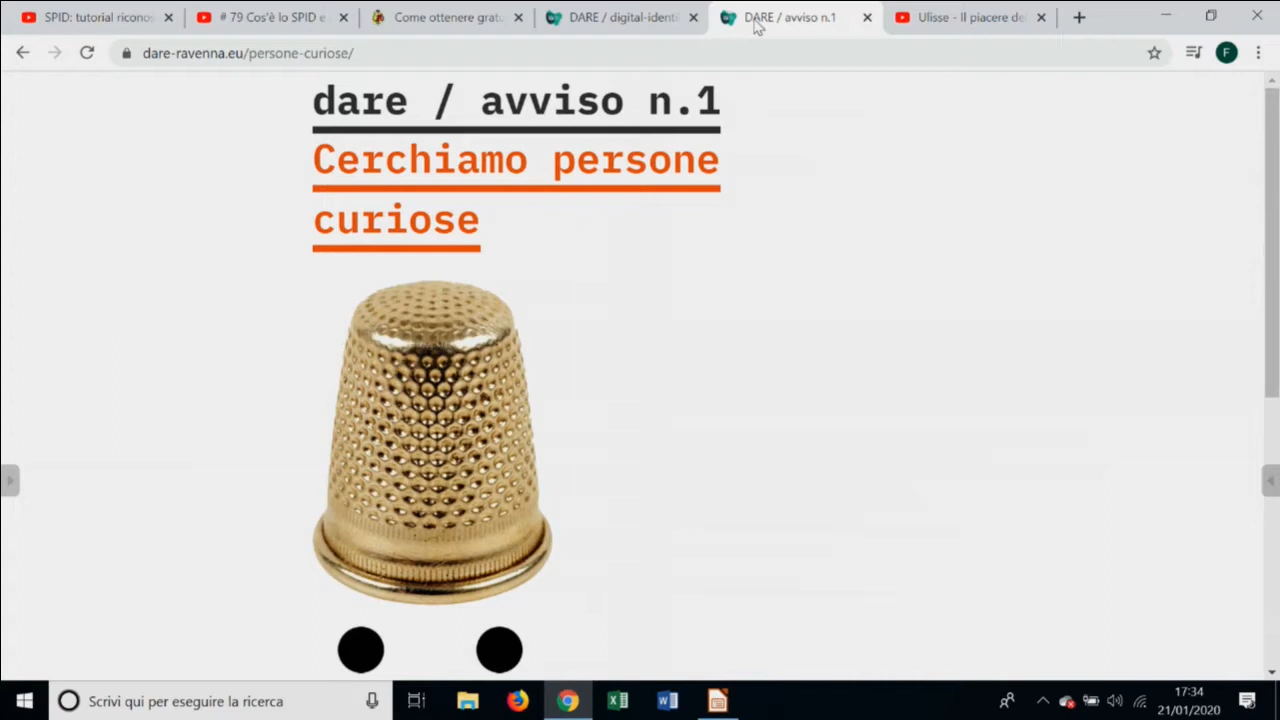 SPID: tutorial riconos
# 79 Cos'è lo SPID e
Come ottenere grat
DARE / digital-identi
DARE / avviso n.1
Ulisse - Il piacere de
dare-ravenna.eu/persone-curiose/
F
dare / avviso n.1
Cerchiamo persone
curiose
Scrivi qui per eseguire la ricerca
17:34
21/01/2020